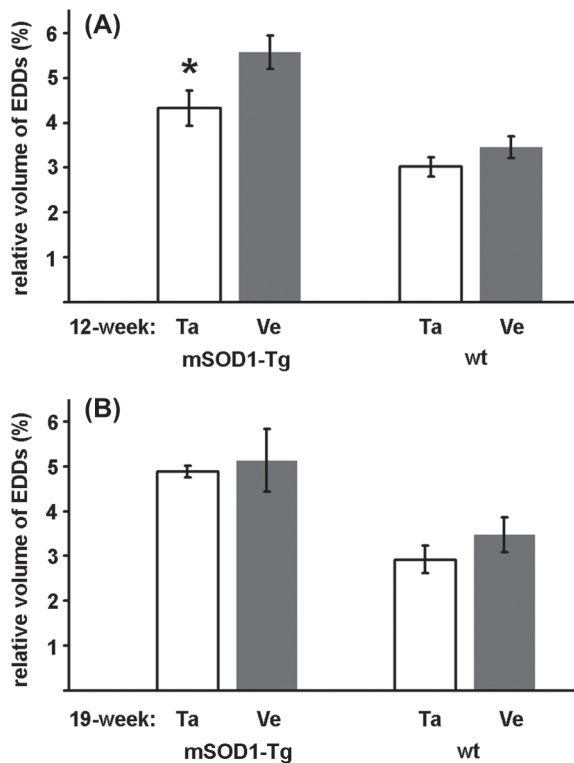 (A)
relative volume of EDDs (%)
6
5
4
3
2
1
*
12-week: Ta Ve Ta Ve
mSOD1-Tg wt
(B)
relative volume of EDDs (%)
6
5
4
3
2
1
19-week: Ta Ve Ta Ve
mSOD1-Tg wt